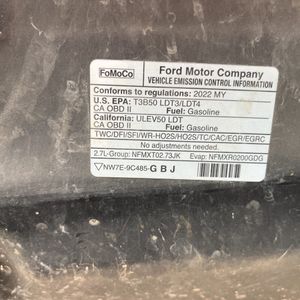 FoMoCo
Ford Motor Company
VEHICLE EMISSION CONTROL INFORMATION
Conforms to regulations: 2022 MY
U.S. EPA: T3B50 LDT3/LDT4
CA OBD II Fuel: Gasoline
California: ULEV50 LDT
CA OBD II Fuel: Gasoline
TWC/DFI/SFI/WR-HO2S/HO2S/TC/CAC/EGR/EGRC
No adjustments needed.
2.7L-Group: NFMXT02.73JK Evap: NFMXR0200GDG
NW7E-9C485-GBJ